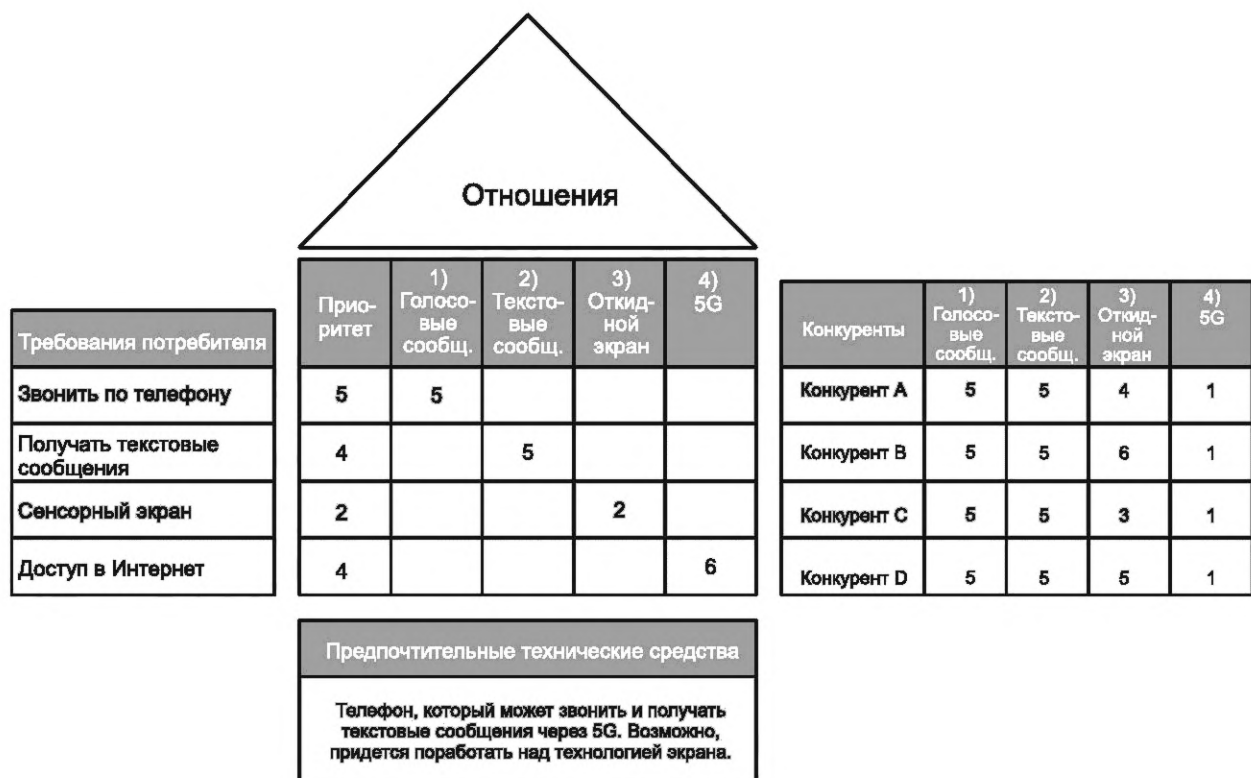 Отношения
Требования потребителя
Прио-
ритет
1)
Голосо-
вые
сообщ.
2)
Тексто-
вые
сообщ.
3)
Откид-
ной
экран
4)
5G
Звонить по телефону
5
5
Получать текстовые
сообщения
4
5
Сенсорный экран
2
2
Доступ в Интернет
4
6
Конкуренты
1)
Голосо-
вые
сообщ.
2)
Тексто-
вые
сообщ.
3)
Откид-
ной
экран
4)
5G
Конкурент A
5
5
4
1
Конкурент B
5
5
6
1
Конкурент C
5
5
3
1
Конкурент D
5
5
5
1
Предпочтительные технические средства
Телефон, который может звонить и получать
текстовые сообщения через 5G. Возможно,
придется поработать над технологией экрана.